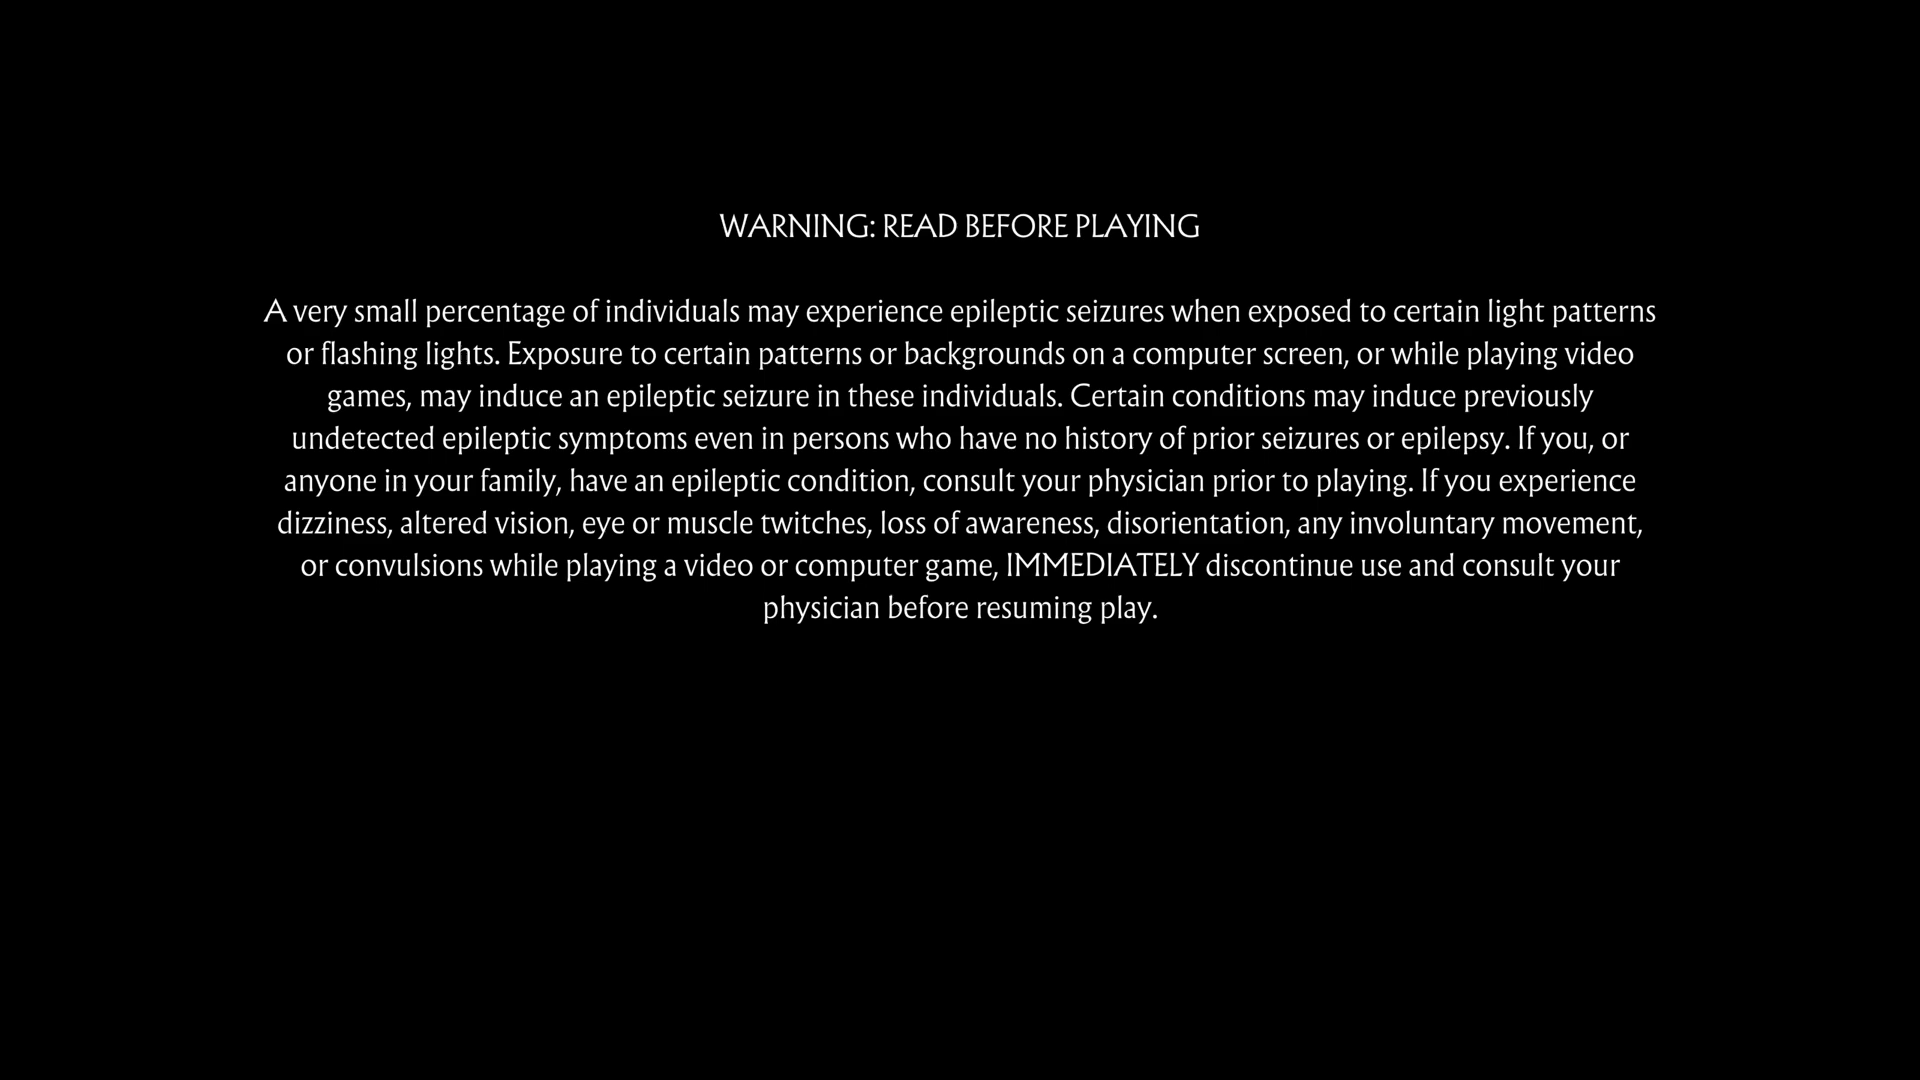 WARNING: READ BEFORE PLAYING
A very small percentage of individuals may experience epileptic seizures when exposed to certain light patterns
or flashing lights. Exposure to certain patterns or backgrounds on a computer screen, or while playing video
games, may induce an epileptic seizure in these individuals. Certain conditions may induce previously
undetected epileptic symptoms even in persons who have no history of prior seizures or epilepsy. If you, or
anyone in your family, have an epileptic condition, consult your physician prior to playing. If you experience
dizziness, altered vision, eye or muscle twitches, loss of awareness, disorientation, any involuntary movement,
or convulsions while playing a video or computer game, IMMEDIATELY discontinue use and consult your
physician before resuming play.